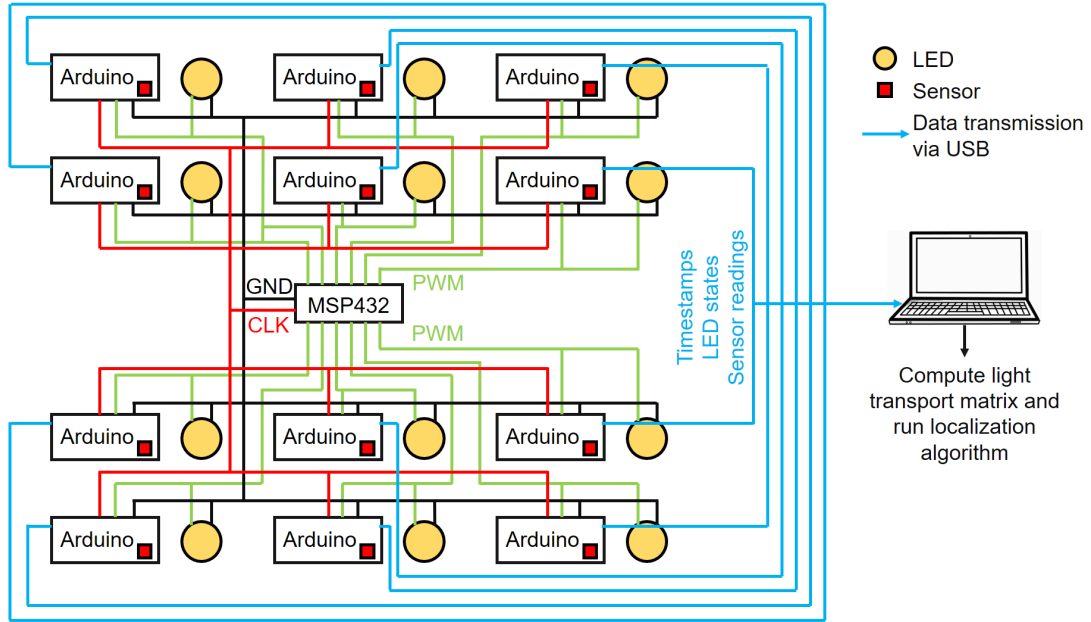 Arduino
Arduino
Arduino
LED
Sensor
Data transmission
via USB
Arduino
Arduino
Arduino
GND
MSP432
CLK
PWM
PWM
Timestamps
LED states
Sensor readings
Compute light
transport matrix and
run localization
algorithm
Arduino
Arduino
Arduino
Arduino
Arduino
Arduino